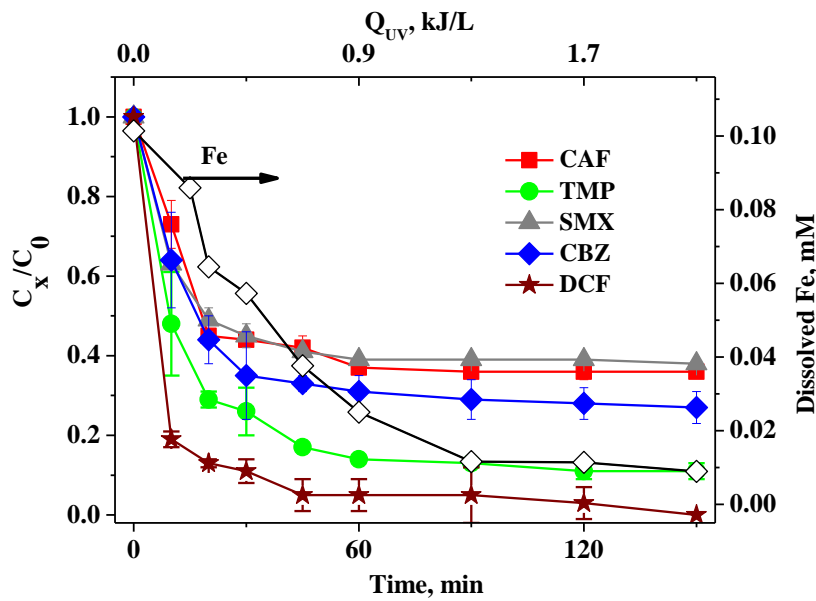 Q_UV, kJ/L
0.0 0.9 1.7
1.0
0.8
0.6
0.4
0.2
0.0
C_x/C_0
Fe
CAF
TMP
SMX
CBZ
DCF
0.10
0.08
0.06
0.04
0.02
0.00
Dissolved Fe, mM
0 60 120
Time, min